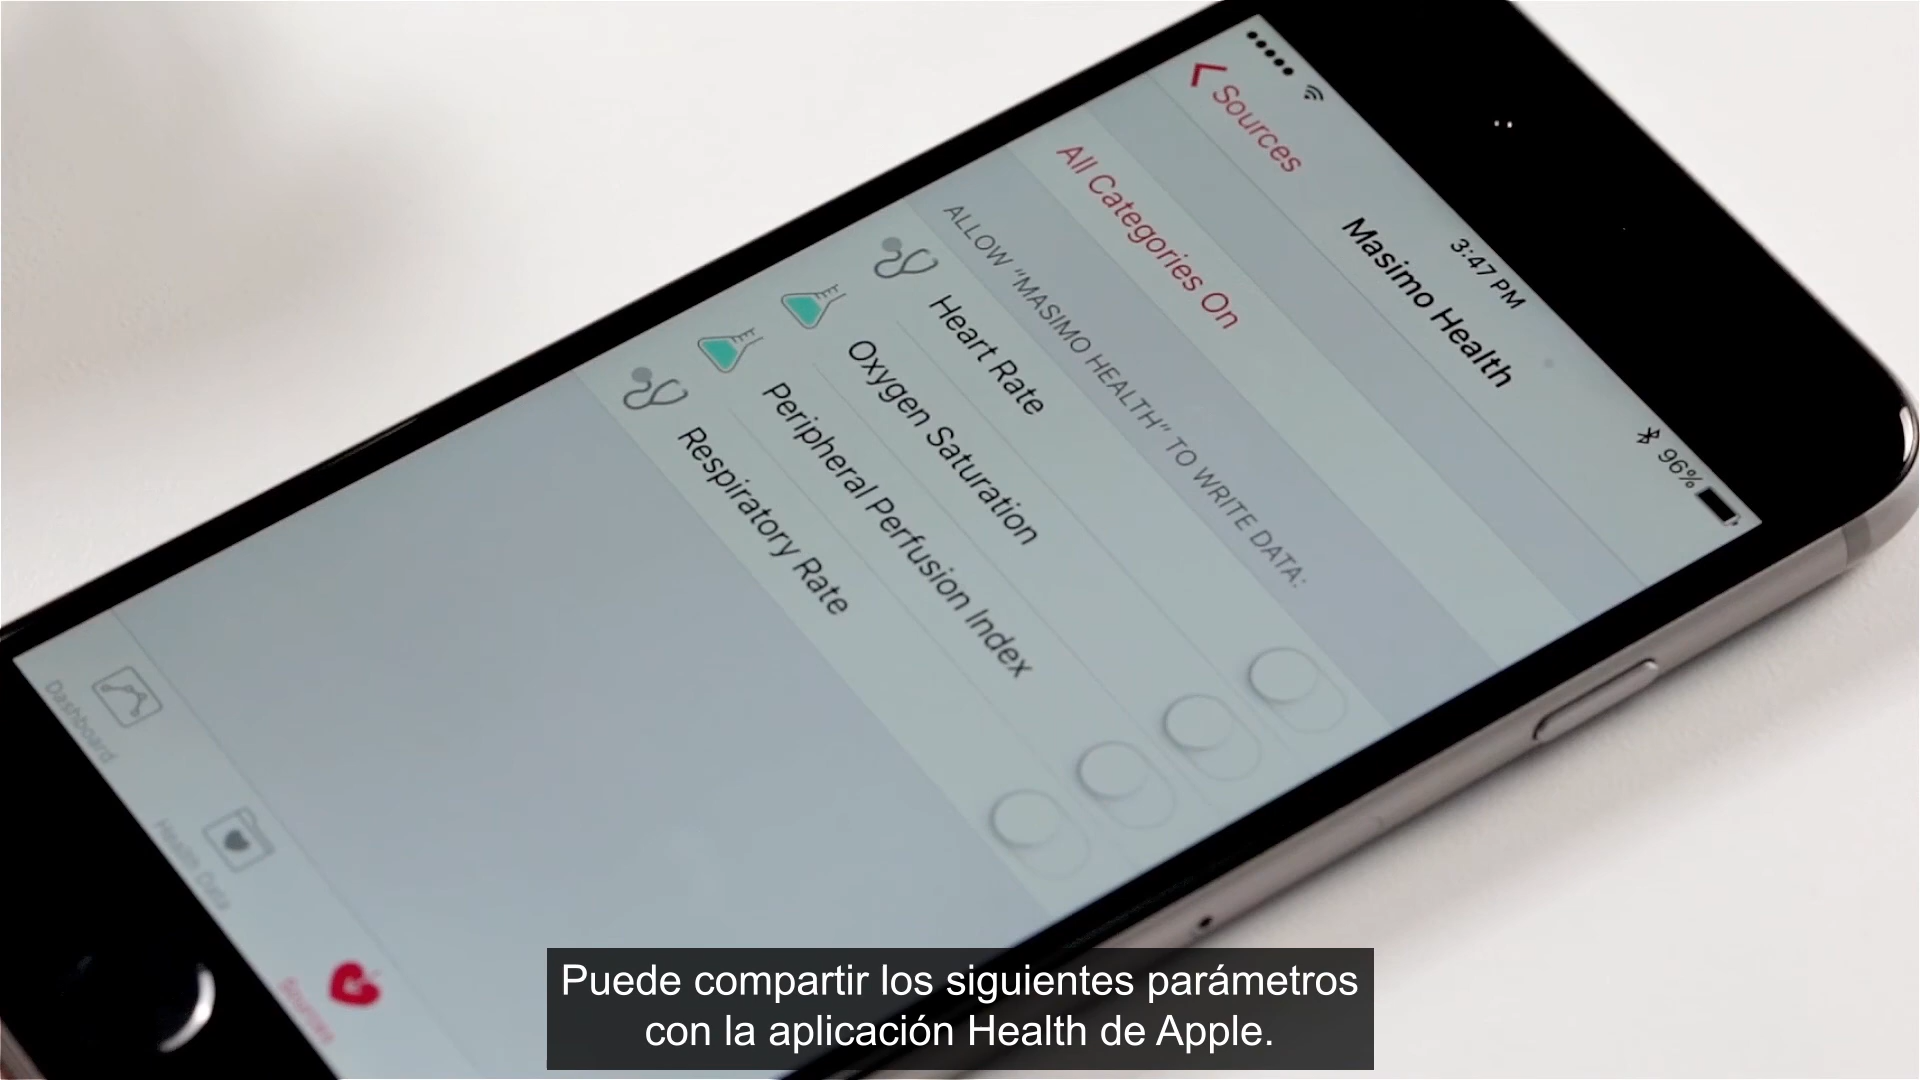 3:47 PM
96%
Sources
Masimo Health
All Categories On
ALLOW "MASIMO HEALTH" TO WRITE DATA:
Heart Rate
Oxygen Saturation
Peripheral Perfusion Index
Respiratory Rate
Dashboard
Health Data
Sources
Puede compartir los siguientes parámetros
con la aplicación Health de Apple.